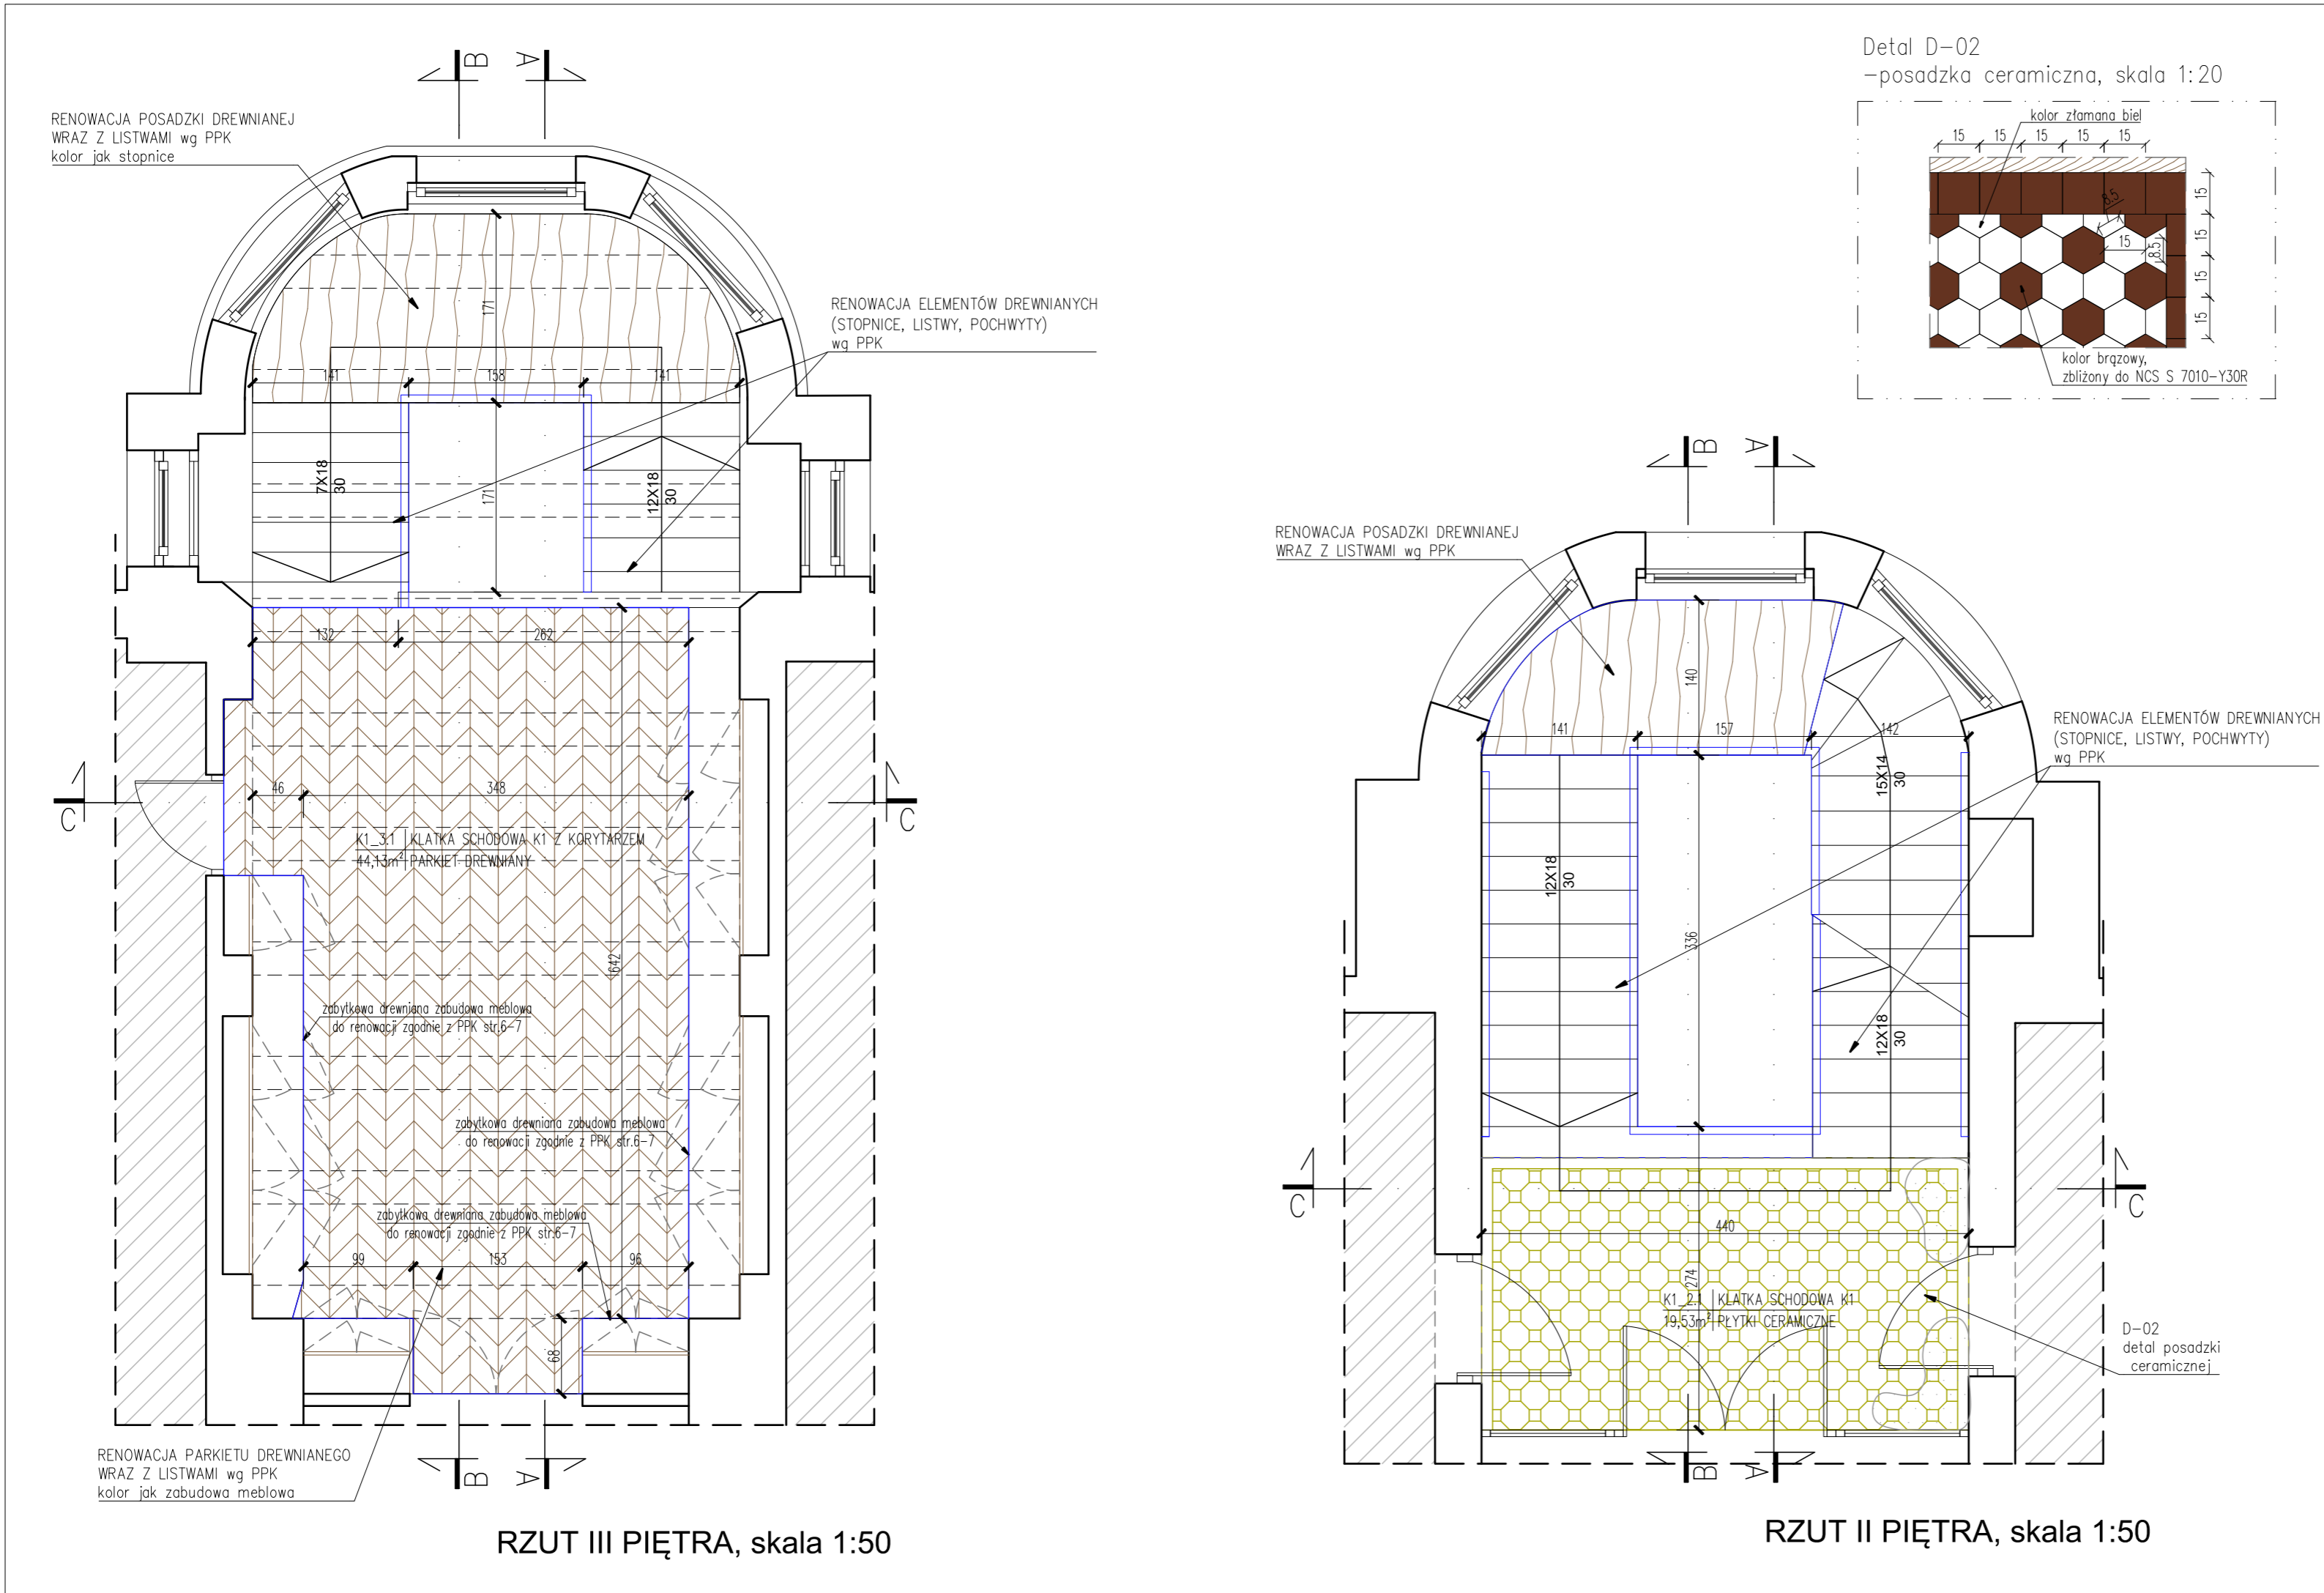 B
A
RENOWACJA POSADZKI DREWNIANEJ
WRAZ Z LISTWAMI wg PPK
kolor jak stopnice
171
RENOWACJA ELEMENTÓW DREWNIANYCH
(STOPNICE, LISTWY, POCHWYTY)
wg PPK
141
158
141
7X18
30
171
12X18
30
132
262
46
348
C
C
K1_3.1 KLATKA SCHODOWA K1 Z KORYTARZEM
44,13m² PARKIET DREWNIANY
642
zabytkowa drewniana zabudowa meblowa
do renowacji zgodnie z PPK str.6-7
zabytkowa drewniana zabudowa meblowa
do renowacji zgodnie z PPK str.6-7
zabytkowa drewniana zabudowa meblowa
do renowacji zgodnie z PPK str.6-7
99
153
96
68
RENOWACJA PARKIETU DREWNIANEGO
WRAZ Z LISTWAMI wg PPK
kolor jak zabudowa meblowa
B
A
RZUT III PIĘTRA, skala 1:50
Detal D-02
-posadzka ceramiczna, skala 1:20
kolor złamana biel
15
15
15
15
15
8.5
15
15
8.5
15
15
15
kolor brązowy,
zbliżony do NCS S 7010-Y30R
B
A
RENOWACJA POSADZKI DREWNIANEJ
WRAZ Z LISTWAMI wg PPK
140
141
157
142
RENOWACJA ELEMENTÓW DREWNIANYCH
(STOPNICE, LISTWY, POCHWYTY)
wg PPK
15X14
30
12X18
30
336
12X18
30
C
C
440
274
K1_2.1 KLATKA SCHODOWA K1
19,53m² PŁYTKI CERAMICZNE
D-02
detal posadzki
ceramicznej
B
A
RZUT II PIĘTRA, skala 1:50